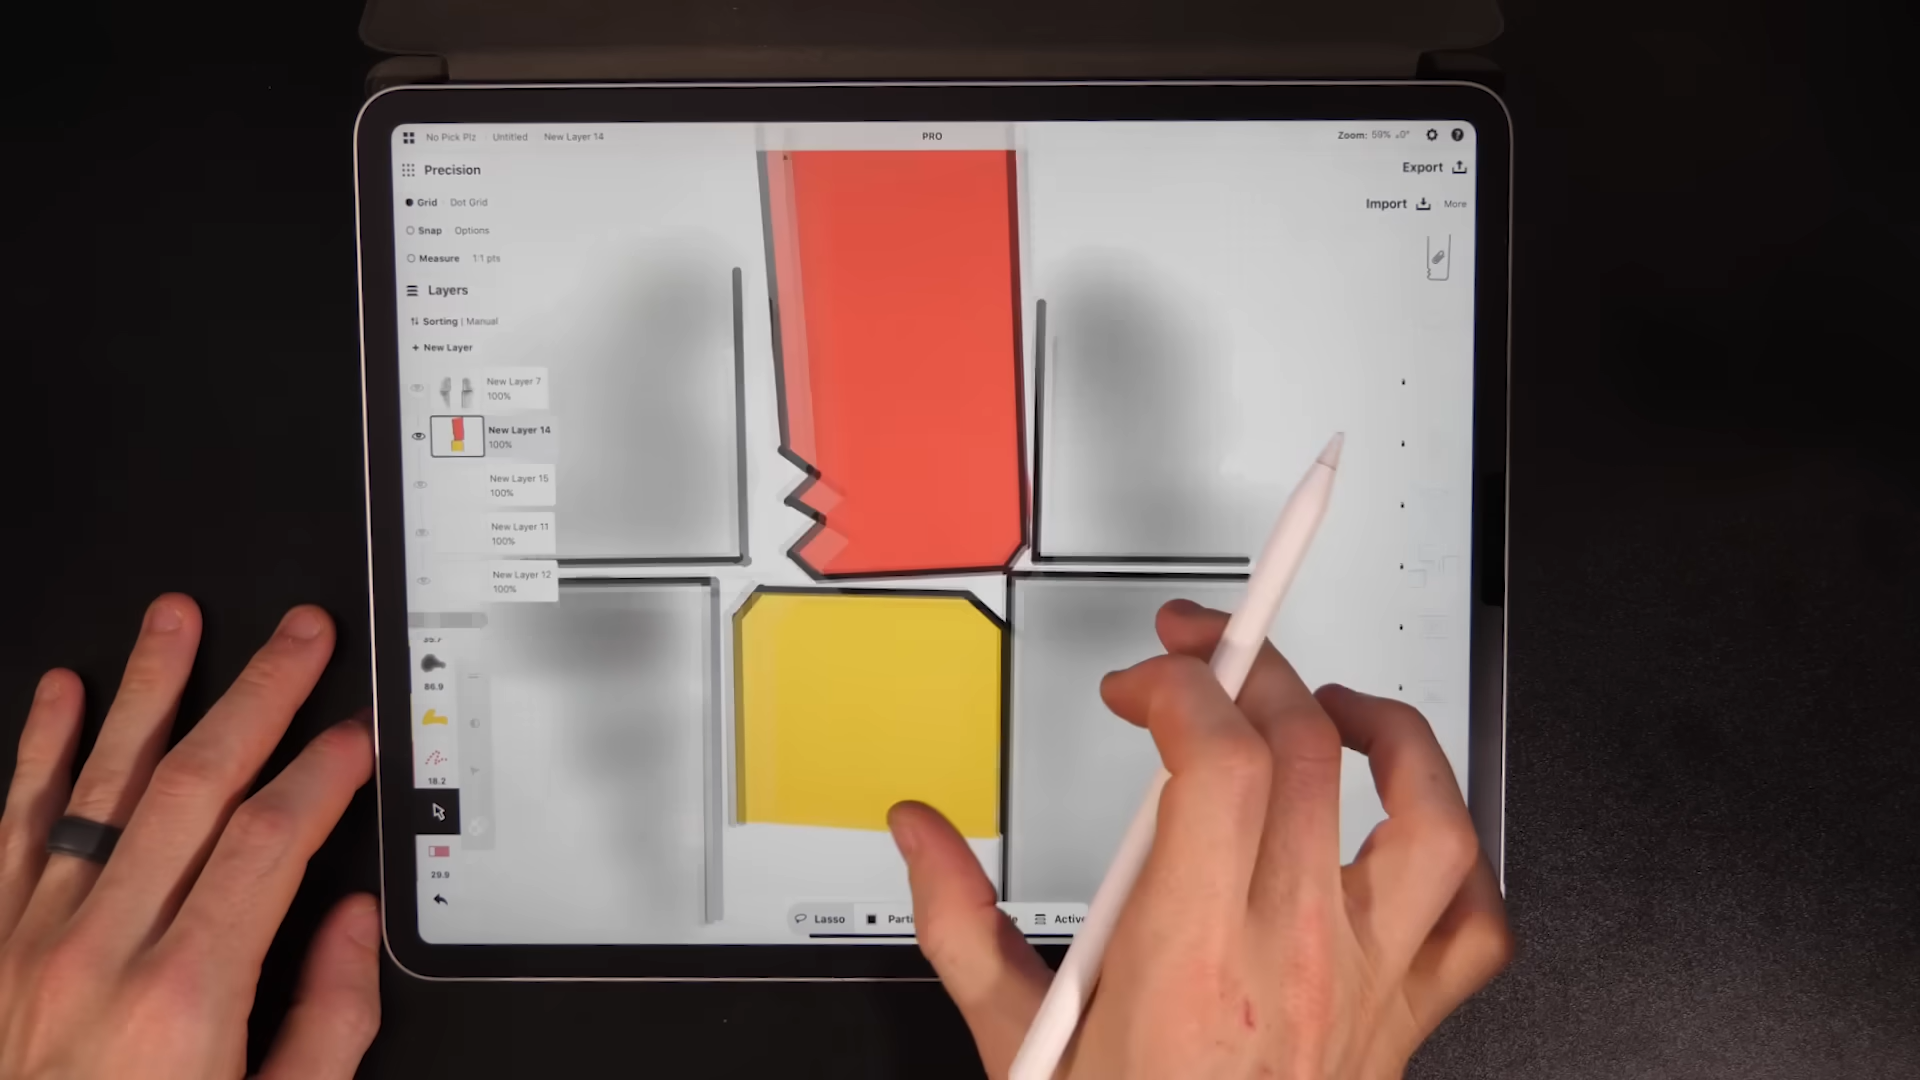 No Pick Plz Untitled New Layer 14
PRO
Zoom: 59% 0°
Precision
Export
Grid Dot Grid
Import More
Snap Options
Measure 1:1 pts
Layers
Sorting | Manual
+ New Layer
New Layer 7
100%
New Layer 14
100%
New Layer 15
100%
New Layer 11
100%
New Layer 12
100%
86.9
18.2
29.9
Lasso